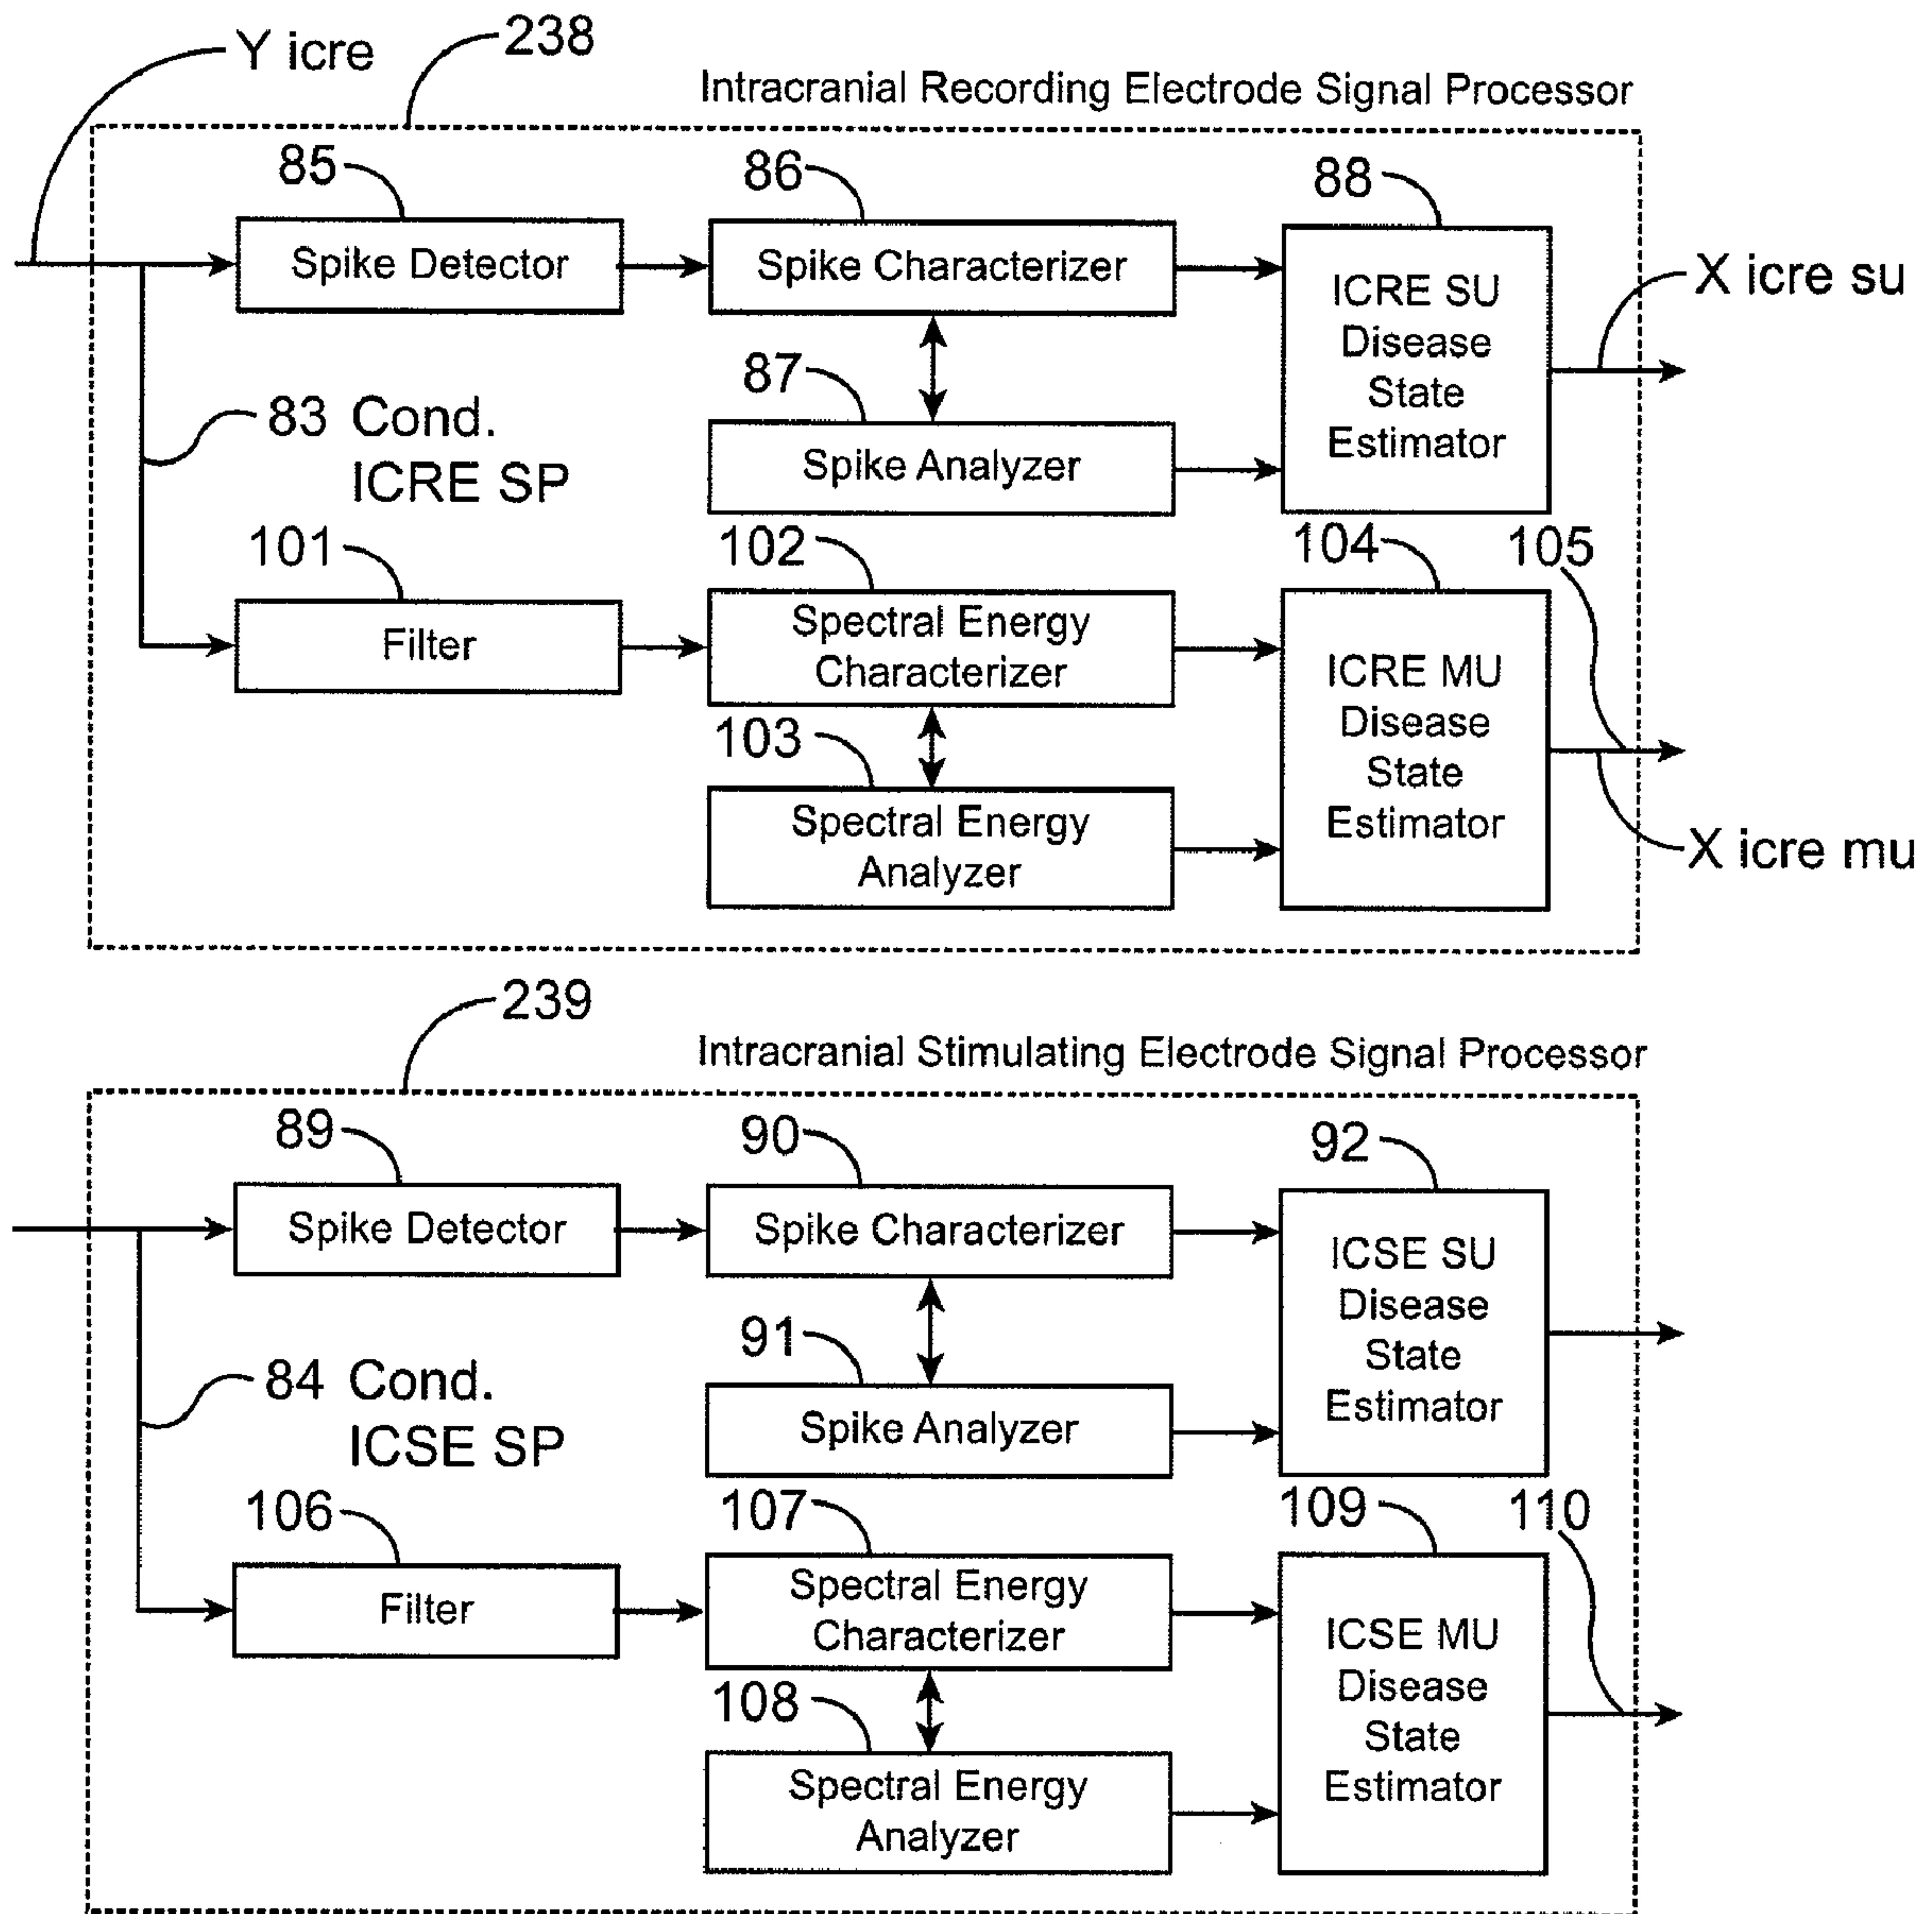 Y icre
238
Intracranial Recording Electrode Signal Processor
85
86
88
Spike Detector
Spike Characterizer
ICRE SU
Disease
State
Estimator
X icre su
87
Spike Analyzer
83 Cond.
ICRE SP
101
102
104
105
Filter
Spectral Energy
Characterizer
ICRE MU
Disease
State
Estimator
103
Spectral Energy
Analyzer
X icre mu
239
Intracranial Stimulating Electrode Signal Processor
89
90
92
Spike Detector
Spike Characterizer
ICSE SU
Disease
State
Estimator
91
Spike Analyzer
84 Cond.
ICSE SP
106
107
109
110
Filter
Spectral Energy
Characterizer
ICSE MU
Disease
State
Estimator
108
Spectral Energy
Analyzer